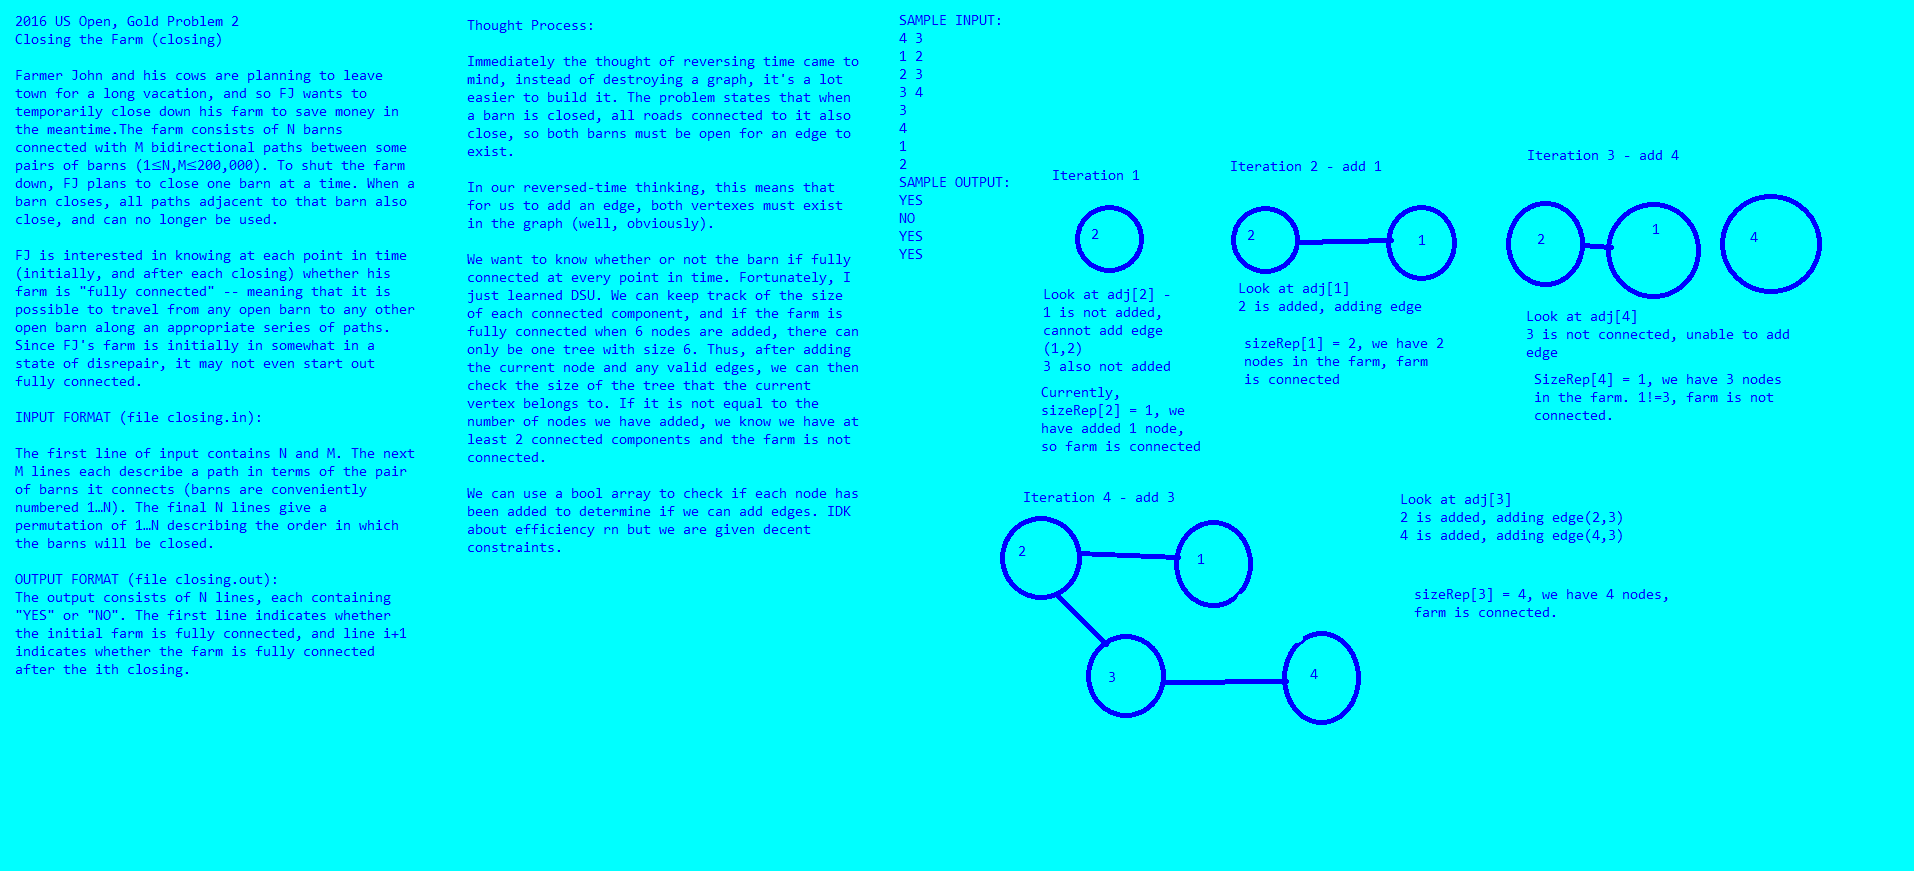 2016 US Open, Gold Problem 2
Closing the Farm (closing)
Farmer John and his cows are planning to leave
town for a long vacation, and so FJ wants to
temporarily close down his farm to save money in
the meantime.The farm consists of N barns
connected with M bidirectional paths between some
pairs of barns (1≤N,M≤200,000). To shut the farm
down, FJ plans to close one barn at a time. When a
barn closes, all paths adjacent to that barn also
close, and can no longer be used.
FJ is interested in knowing at each point in time
(initially, and after each closing) whether his
farm is "fully connected" -- meaning that it is
possible to travel from any open barn to any other
open barn along an appropriate series of paths.
Since FJ's farm is initially in somewhat in a
state of disrepair, it may not even start out
fully connected.
INPUT FORMAT (file closing.in):
The first line of input contains N and M. The next
M lines each describe a path in terms of the pair
of barns it connects (barns are conveniently
numbered 1…N). The final N lines give a
permutation of 1…N describing the order in which
the barns will be closed.
OUTPUT FORMAT (file closing.out):
The output consists of N lines, each containing
"YES" or "NO". The first line indicates whether
the initial farm is fully connected, and line i+1
indicates whether the farm is fully connected
after the ith closing.
Thought Process:
Immediately the thought of reversing time came to
mind, instead of destroying a graph, it's a lot
easier to build it. The problem states that when
a barn is closed, all roads connected to it also
close, so both barns must be open for an edge to
exist.
In our reversed-time thinking, this means that
for us to add an edge, both vertexes must exist
in the graph (well, obviously).
We want to know whether or not the barn if fully
connected at every point in time. Fortunately, I
just learned DSU. We can keep track of the size
of each connected component, and if the farm is
fully connected when 6 nodes are added, there can
only be one tree with size 6. Thus, after adding
the current node and any valid edges, we can then
check the size of the tree that the current
vertex belongs to. If it is not equal to the
number of nodes we have added, we know we have at
least 2 connected components and the farm is not
connected.
We can use a bool array to check if each node has
been added to determine if we can add edges. IDK
about efficiency rn but we are given decent
constraints.
SAMPLE INPUT:
4 3
1 2
2 3
3 4
3
4
1
2
SAMPLE OUTPUT:
YES
NO
YES
YES
Iteration 1
2
Look at adj[2] -
1 is not added,
cannot add edge
(1,2)
3 also not added
Currently,
sizeRep[2] = 1, we
have added 1 node,
so farm is connected
Iteration 2 - add 1
2
1
Look at adj[1]
2 is added, adding edge
sizeRep[1] = 2, we have 2
nodes in the farm, farm
is connected
Iteration 3 - add 4
2
1
4
Look at adj[4]
3 is not connected, unable to add
edge
SizeRep[4] = 1, we have 3 nodes
in the farm. 1!=3, farm is not
connected.
Iteration 4 - add 3
2
1
3
4
Look at adj[3]
2 is added, adding edge(2,3)
4 is added, adding edge(4,3)
sizeRep[3] = 4, we have 4 nodes,
farm is connected.